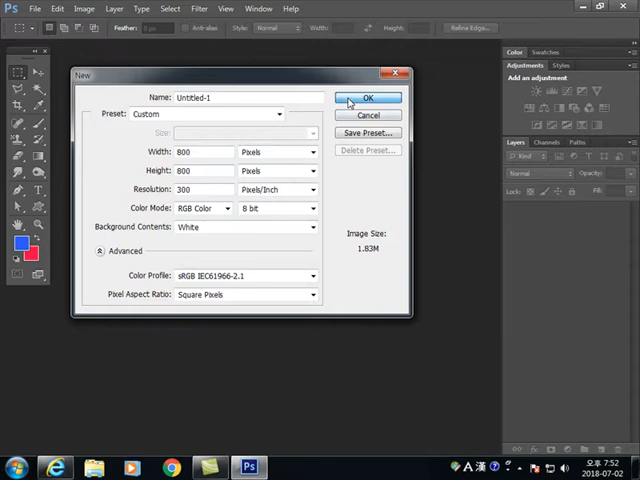 Ps File Edit Image Layer Type Select Filter View Window Help
Feather: 0 px Anti-alias Style: Normal Width: Height: Refine Edge...
New
Name: Untitled-1 OK
Preset: Custom Cancel
Size: Save Preset...
Width: 800 Pixels Delete Preset...
Height: 800 Pixels
Resolution: 300 Pixels/Inch
Color Mode: RGB Color 8 bit
Background Contents: White
Image Size:
1.83M
Advanced
Color Profile: sRGB IEC61966-2.1
Pixel Aspect Ratio: Square Pixels
Color Swatches
Adjustments Styles
Add an adjustment
Layers Channels Paths
Kind
Normal Opacity:
Lock: Fill:
A 漢
오후 7:52
2018-07-02